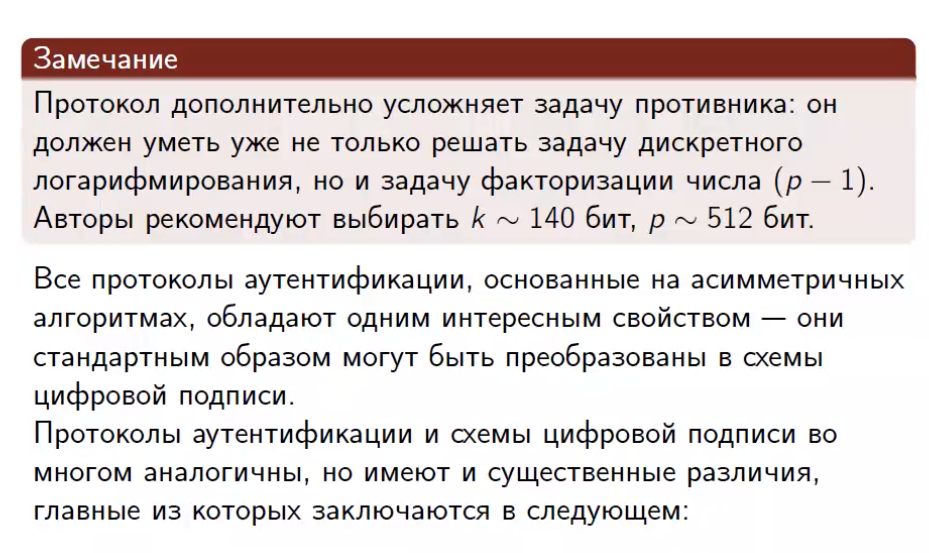 Замечание
Протокол дополнительно усложняет задачу противника: он
должен уметь уже не только решать задачу дискретного
логарифмирования, но и задачу факторизации числа (p − 1).
Авторы рекомендуют выбирать k ∼ 140 бит, p ∼ 512 бит.
Все протоколы аутентификации, основанные на асимметричных
алгоритмах, обладают одним интересным свойством — они
стандартным образом могут быть преобразованы в схемы
цифровой подписи.
Протоколы аутентификации и схемы цифровой подписи во
многом аналогичны, но имеют и существенные различия,
главные из которых заключаются в следующем: